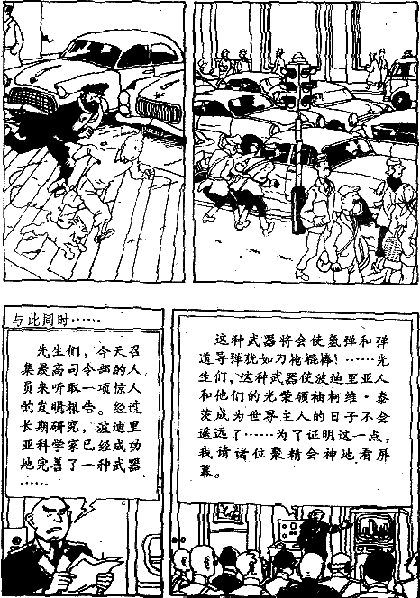 与此同时……
先生们，今天召
集最高司令部的人
员来听取一项惊人
的发明报告。经过
长期研究，波迪里
亚科学家已经成功
地完善了一种武器
……
这种武器将会使氢弹和弹
道导弹犹如刀枪棍棒！……先
生们，这种武器使波迪里亚人
和他们的光荣领袖柯维·泰
茨成为世界主人的日子不会
遥远了……为了证明这一点，
我请诸位聚精会神地看屏
幕。